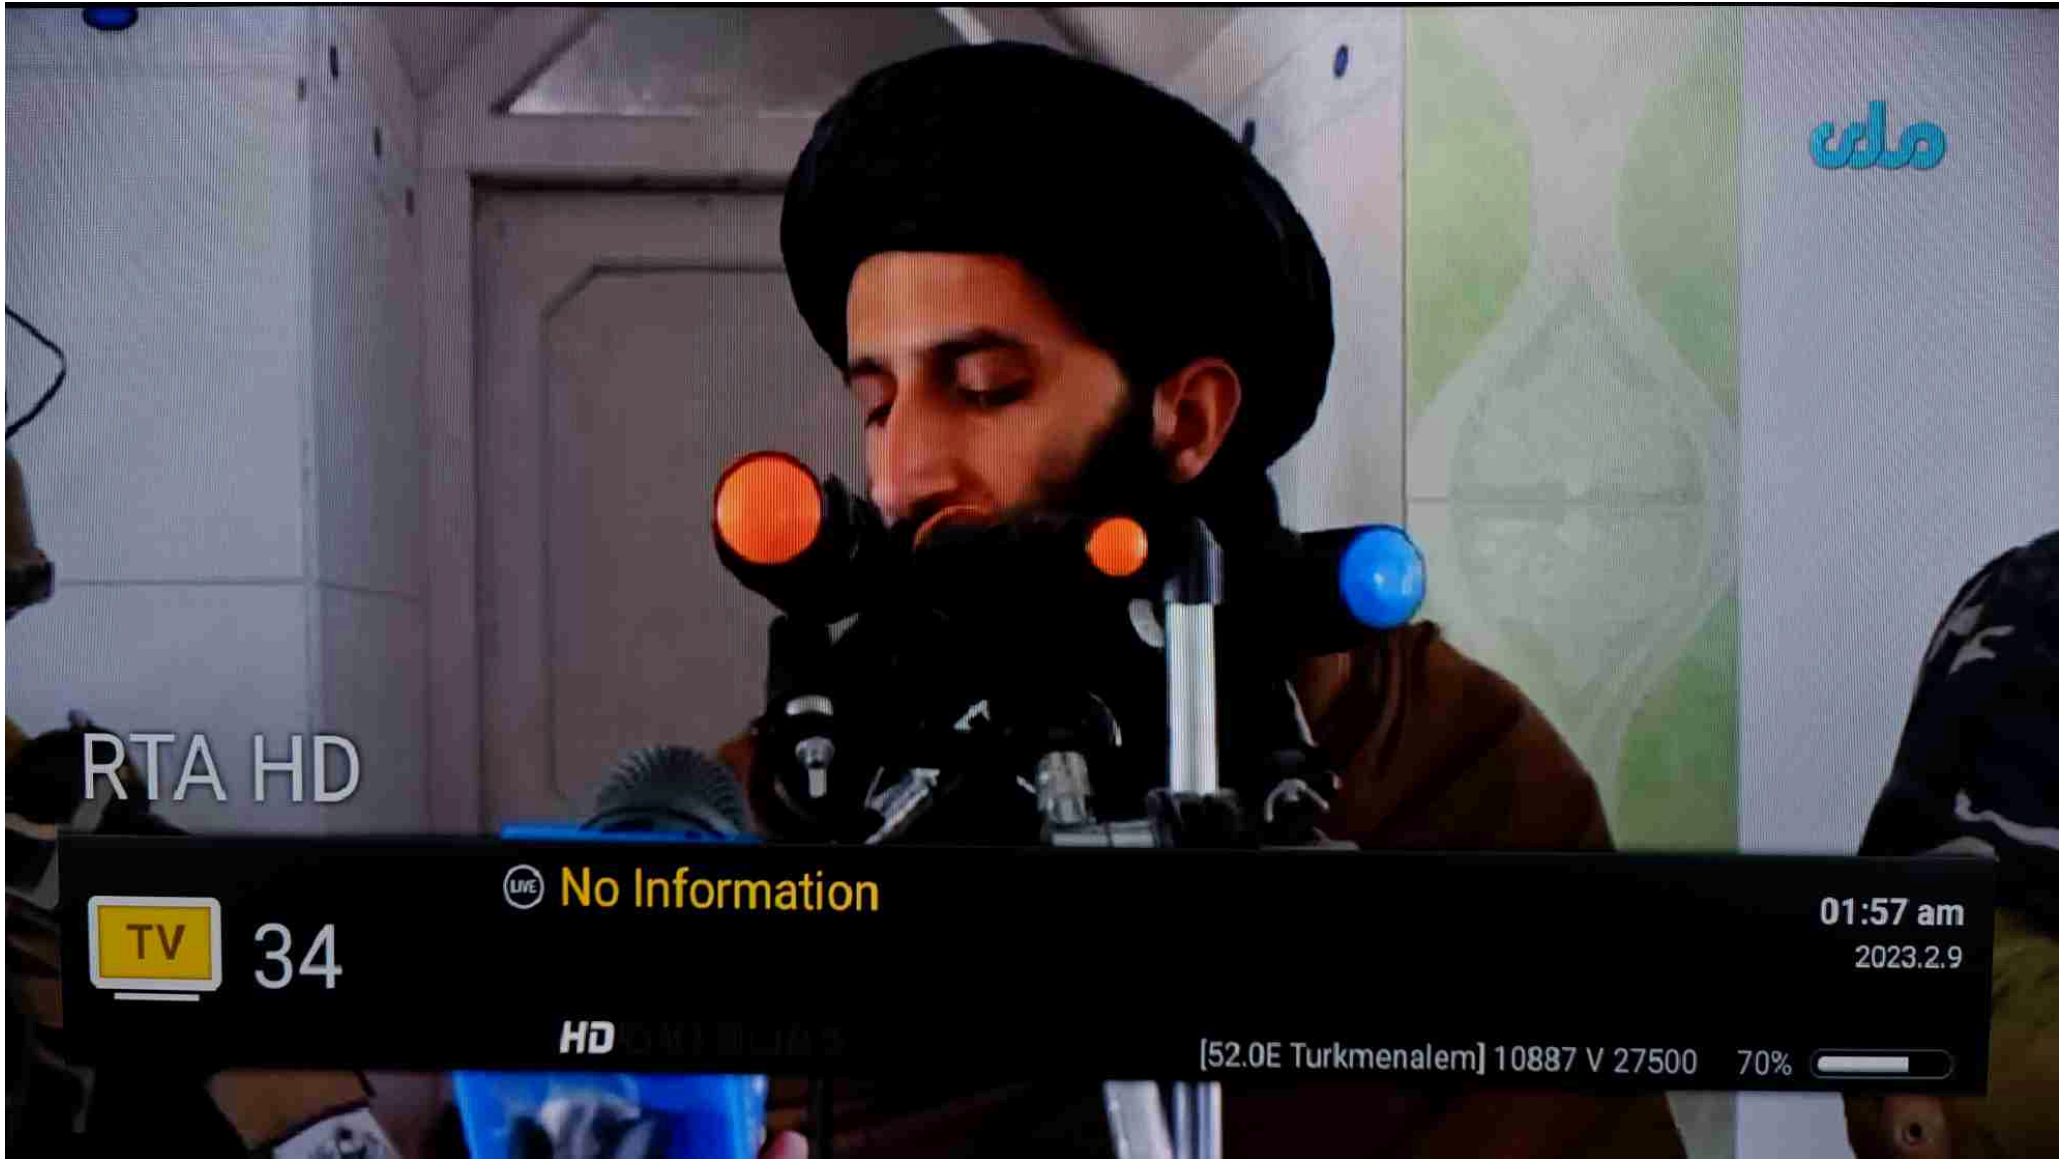 ملی
RTA HD
LIVE No Information
TV 34
01:57 am
2023.2.9
HD
[52.0E Turkmenalem] 10887 V 27500 70%